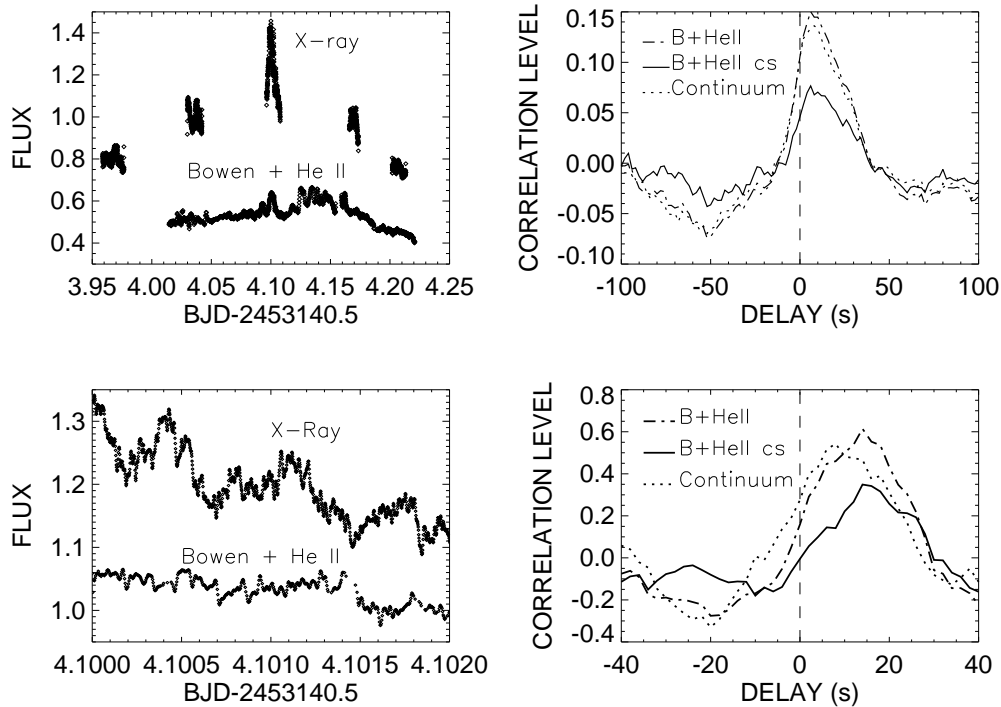 1.4
1.2
1.0
0.8
0.6
0.4
FLUX
X-ray
Bowen + He II
3.95 4.00 4.05 4.10 4.15 4.20 4.25
BJD-2453140.5
0.15
0.10
0.05
0.00
-0.05
-0.10
CORRELATION LEVEL
B+HeII
B+HeII cs
Continuum
-100 -50 0 50 100
DELAY (s)
1.3
1.2
1.1
1.0
FLUX
X-Ray
Bowen + He II
4.1000 4.1005 4.1010 4.1015 4.1020
BJD-2453140.5
0.8
0.6
0.4
0.2
0.0
-0.2
-0.4
CORRELATION LEVEL
B+HeII
B+HeII cs
Continuum
-40 -20 0 20 40
DELAY (s)